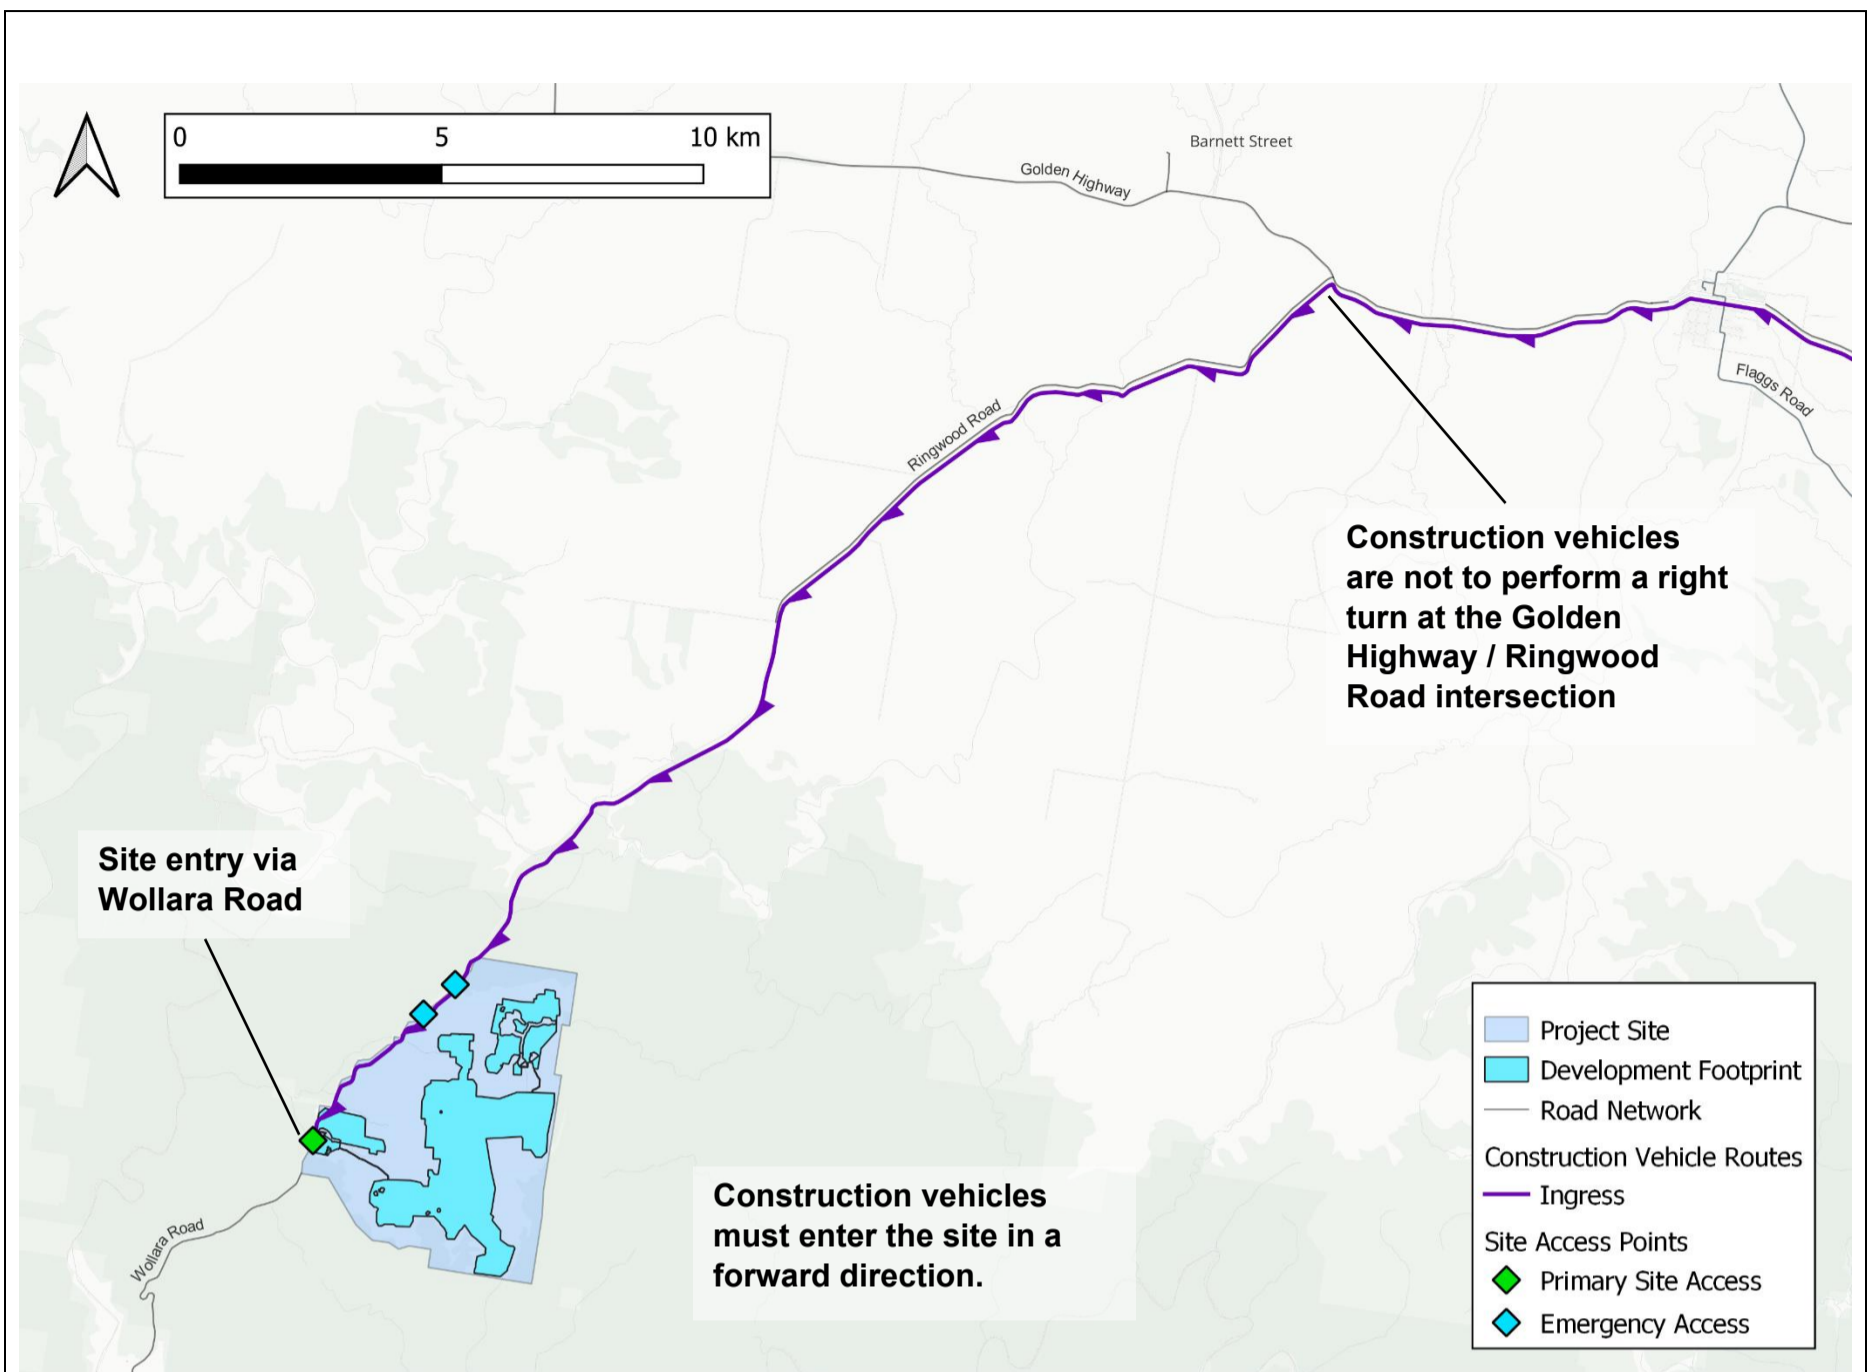 0 5 10 km
Barnett Street
Golden Highway
Flaggs Road
Ringwood Road
Construction vehicles
are not to perform a right
turn at the Golden
Highway / Ringwood
Road intersection
Site entry via
Wollara Road
Wollara Road
Construction vehicles
must enter the site in a
forward direction.
Project Site
Development Footprint
Road Network
Construction Vehicle Routes
Ingress
Site Access Points
Primary Site Access
Emergency Access